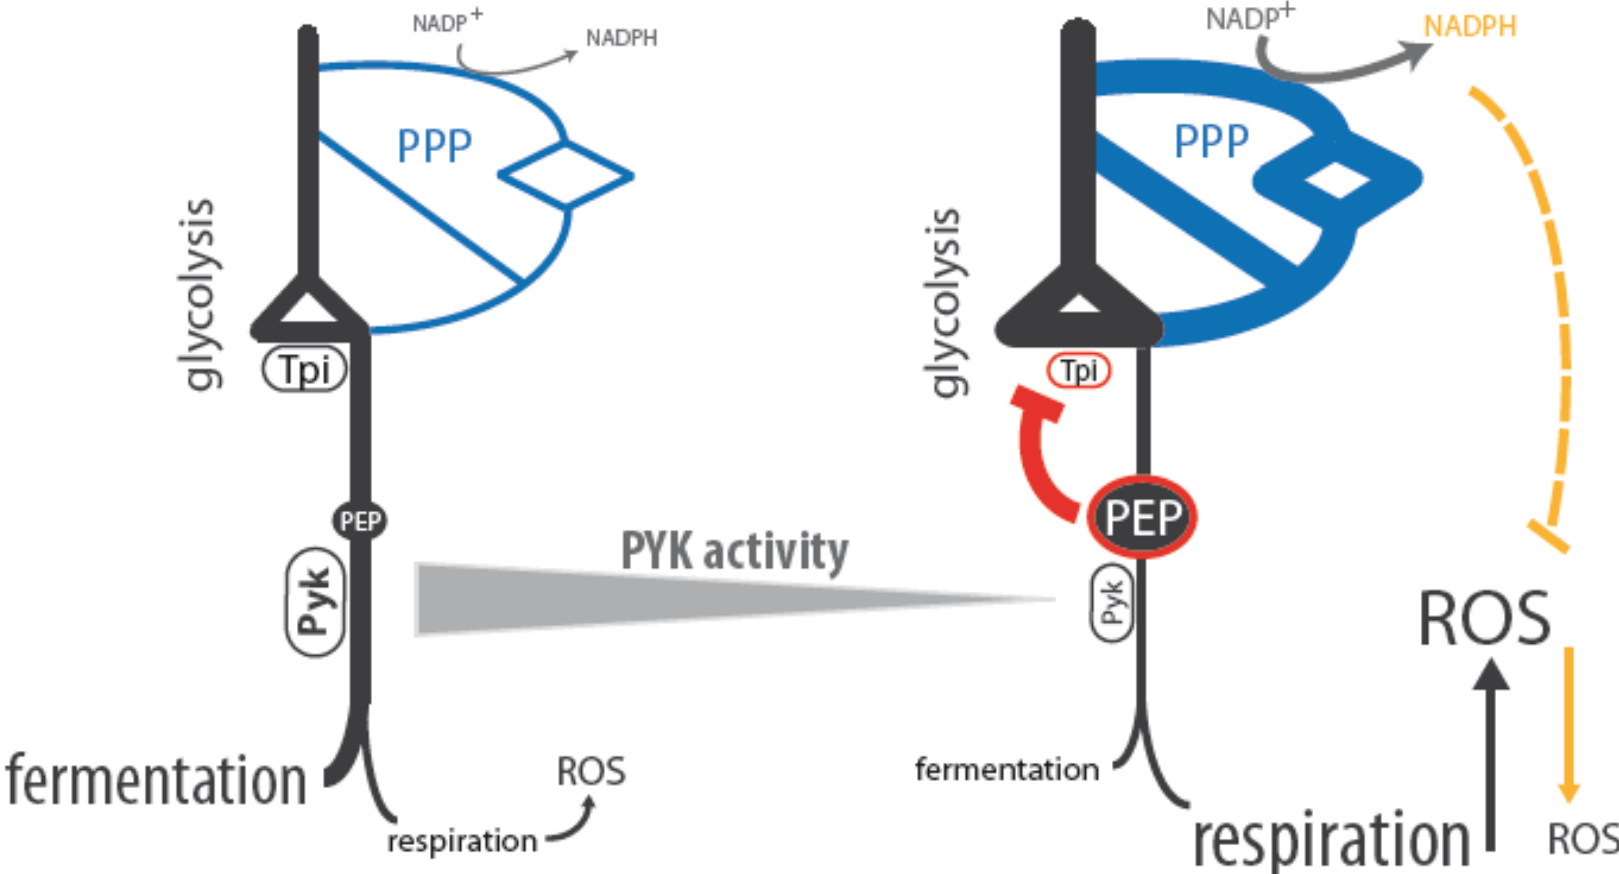 NADP+
NADPH
PPP
glycolysis
Tpi
PEP
Pyk
fermentation
respiration
ROS
PYK activity
NADP+
NADPH
PPP
glycolysis
Tpi
PEP
Pyk
fermentation
respiration
ROS
ROS